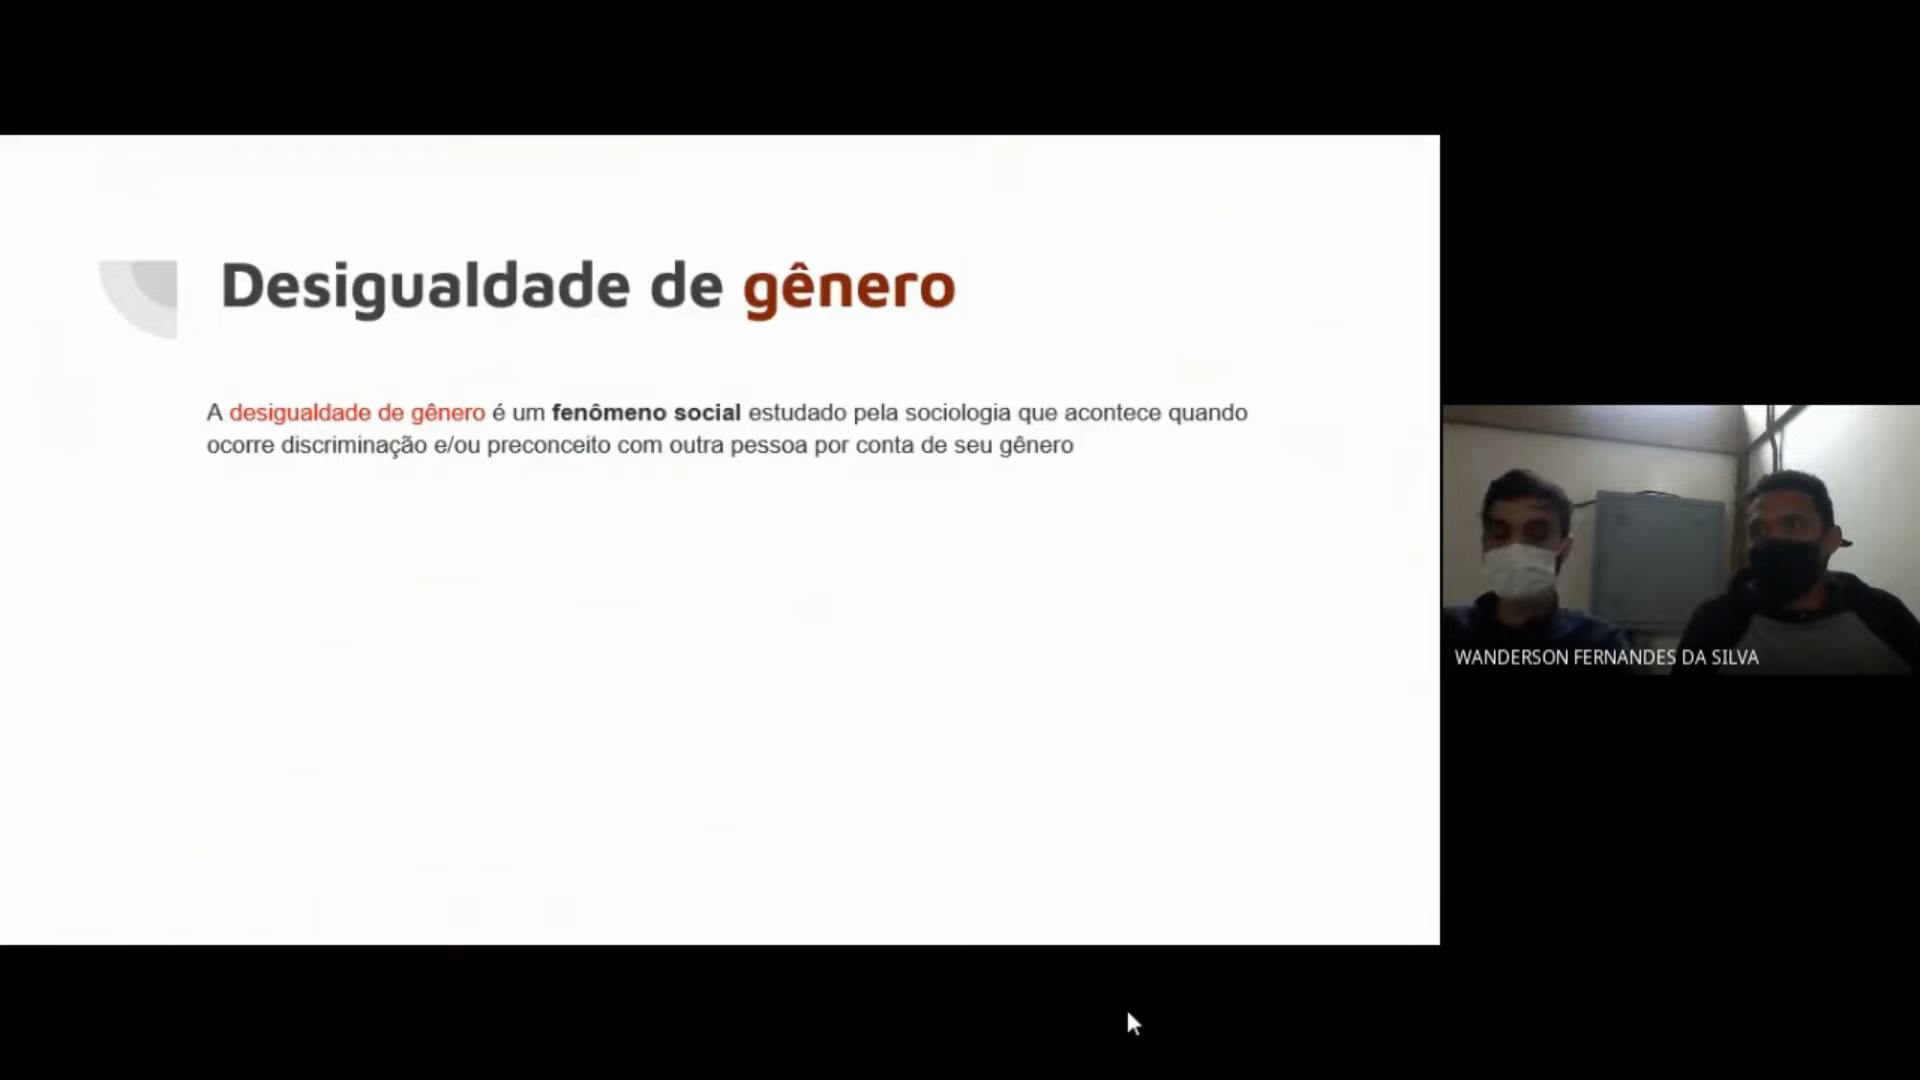 Desigualdade de gênero
A desigualdade de gênero é um fenômeno social estudado pela sociologia que acontece quando
ocorre discriminação e/ou preconceito com outra pessoa por conta de seu gênero
WANDERSON FERNANDES DA SILVA